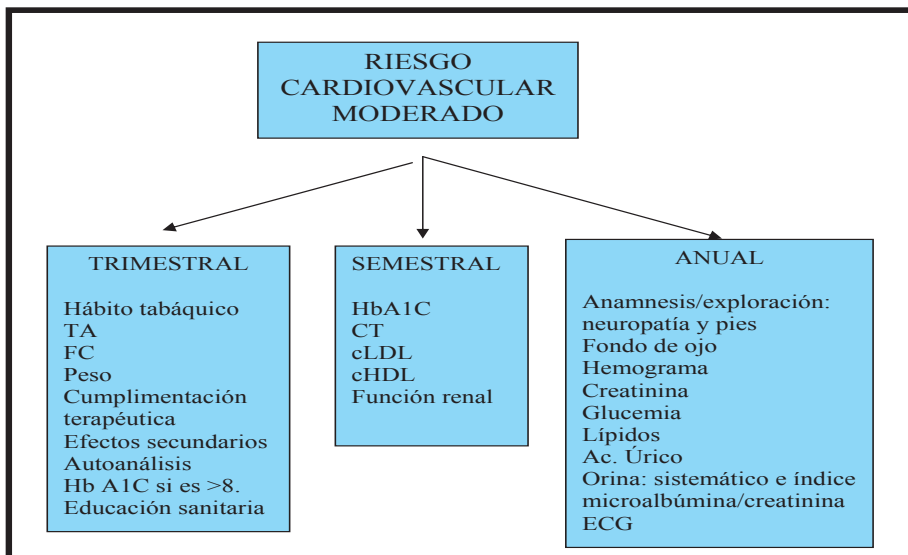 RIESGO
CARDIOVASCULAR
MODERADO
TRIMESTRAL
Hábito tabáquico
TA
FC
Peso
Cumplimentación
terapéutica
Efectos secundarios
Autoanálisis
Hb A1C si es >8.
Educación sanitaria
SEMESTRAL
HbA1C
CT
cLDL
cHDL
Función renal
ANUAL
Anamnesis/exploración:
neuropatía y pies
Fondo de ojo
Hemograma
Creatinina
Glucemia
Lípidos
Ac. Úrico
Orina: sistemático e índice
microalbúmina/creatinina
ECG